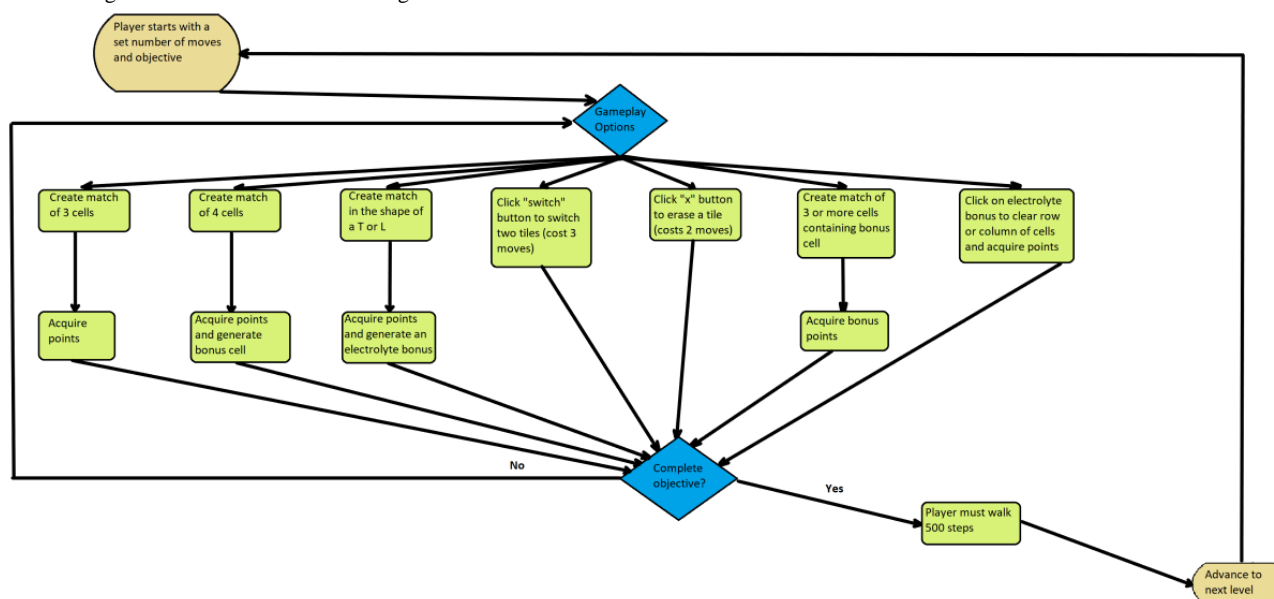 Player starts with a
set number of moves
and objective
Gameplay
Options
Create match
of 3 cells
Create match
of 4 cells
Create match
in the shape of
a T or L
Click "switch"
button to switch
two tiles (cost 3
moves)
Click "x" button
to erase a tile
(costs 2 moves)
Create match of
3 or more cells
containing bonus
cell
Click on electrolyte
bonus to clear row
or column of cells
and acquire points
Acquire
points
Acquire points
and generate
bonus cell
Acquire points
and generate an
electrolyte bonus
Acquire bonus
points
No
Complete
objective?
Yes
Player must walk
500 steps
Advance to
next level